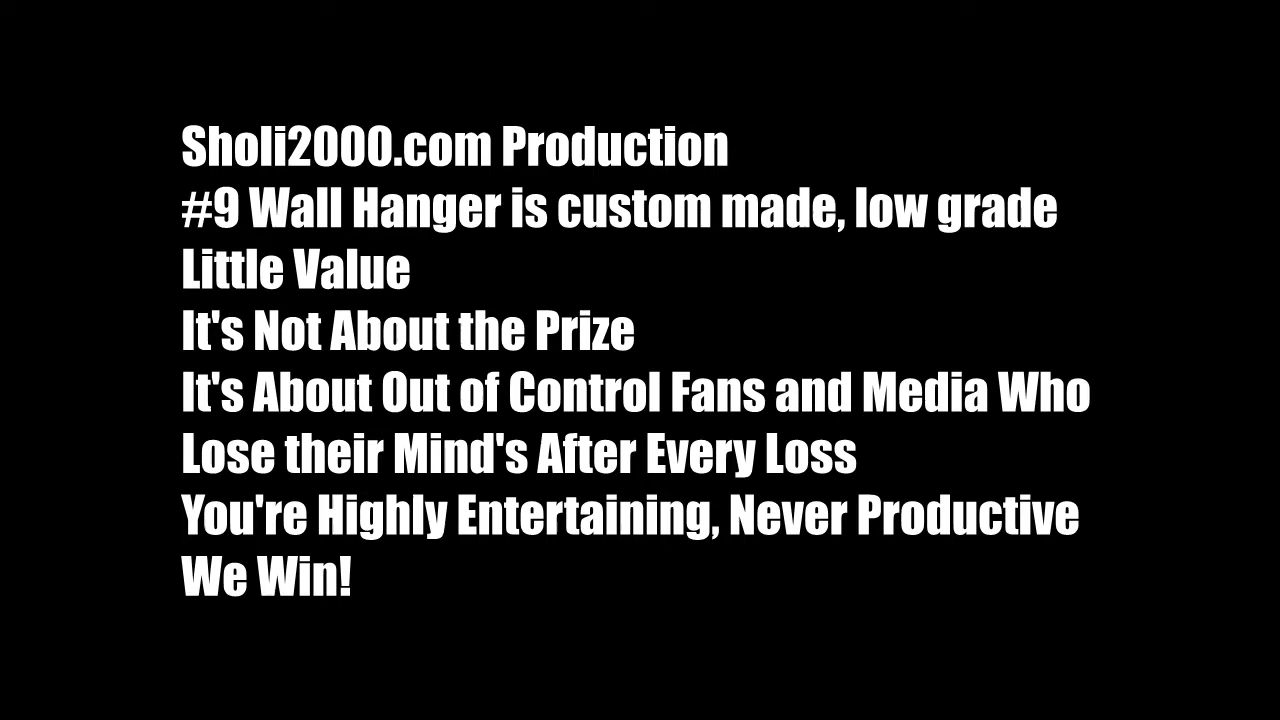 Sholi2000.com Production
#9 Wall Hanger is custom made, low grade
Little Value
It's Not About the Prize
It's About Out of Control Fans and Media Who
Lose their Mind's After Every Loss
You're Highly Entertaining, Never Productive
We Win!